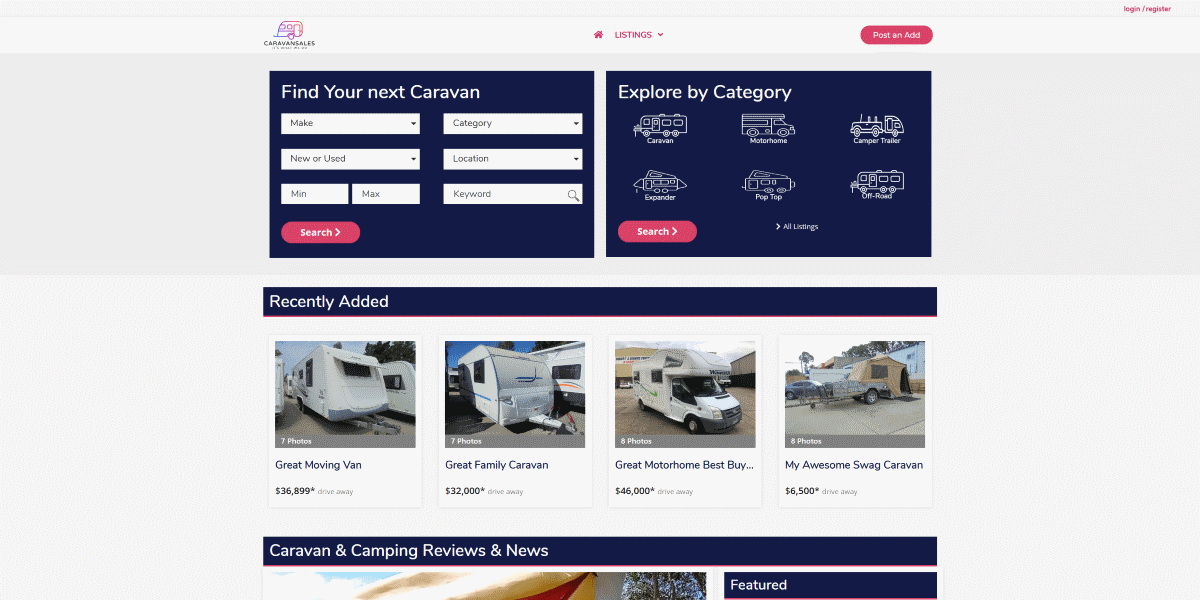 login / register
CARAVANSALES
LISTINGS
Post an Add
Find Your next Caravan
Make
Category
New or Used
Location
Min
Max
Keyword
Search
Explore by Category
Caravan
Motorhome
Camper Trailer
Expander
Pop Top
Off-Road
Search
All Listings
Recently Added
7 Photos
7 Photos
8 Photos
8 Photos
Great Moving Van
Great Family Caravan
Great Motorhome Best Buy...
My Awesome Swag Caravan
$36,899* drive away
$32,000* drive away
$46,000* drive away
$6,500* drive away
Caravan & Camping Reviews & News
Featured